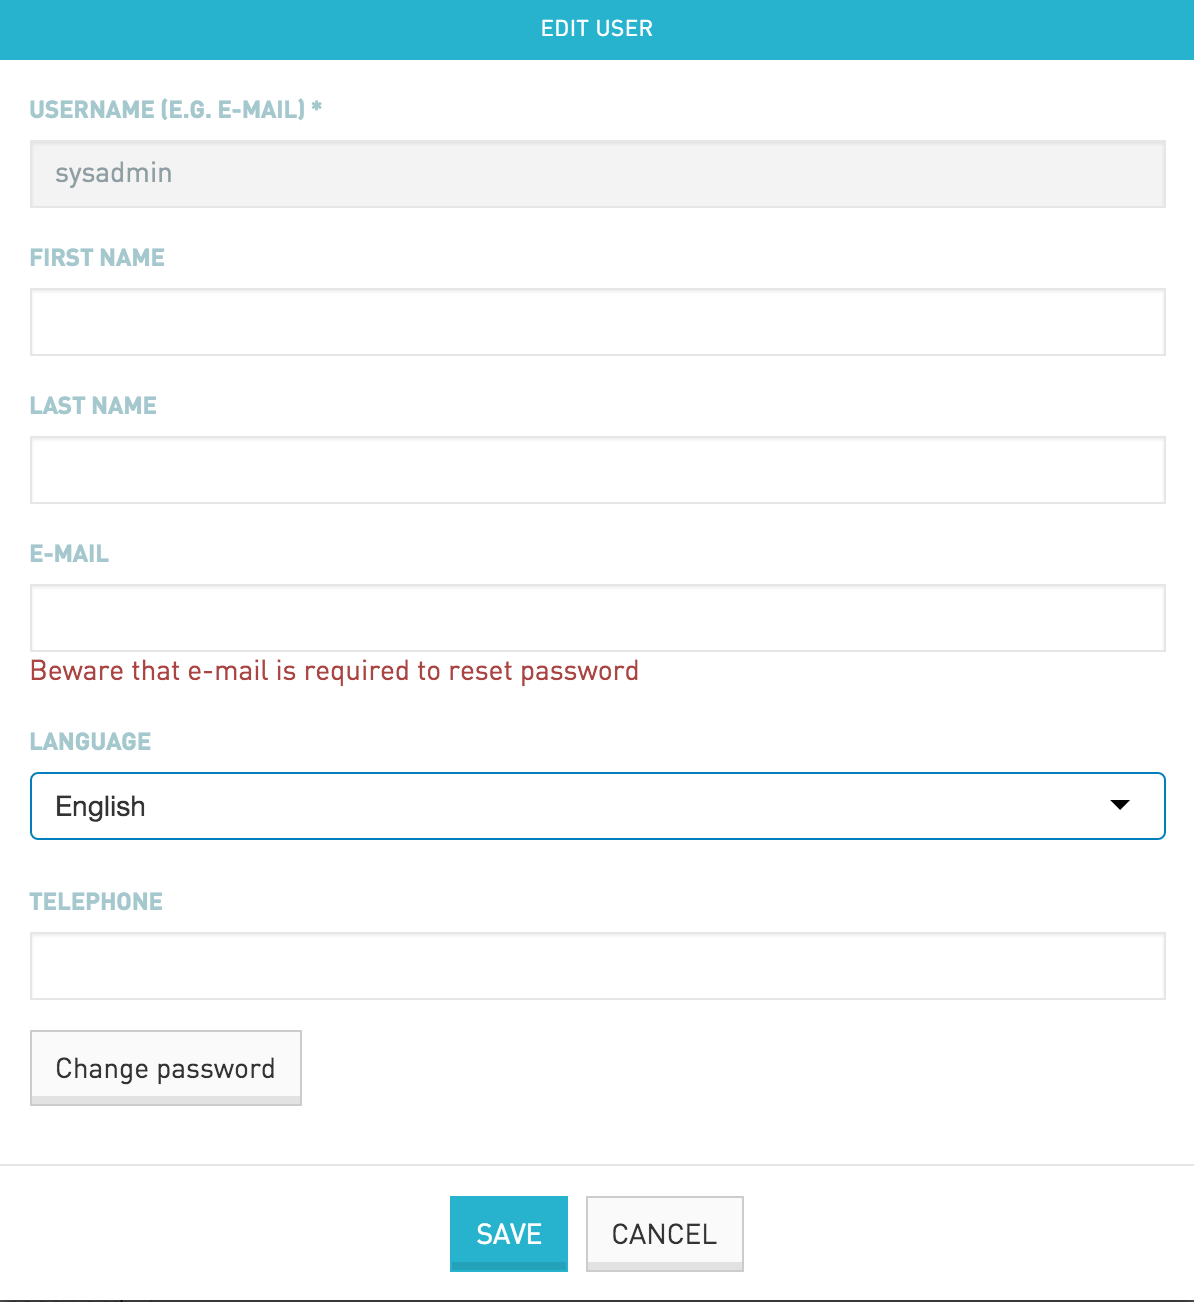 EDIT USER
USERNAME (E.G. E-MAIL) *
sysadmin
FIRST NAME
LAST NAME
E-MAIL
Beware that e-mail is required to reset password
LANGUAGE
English
TELEPHONE
Change password
SAVE CANCEL